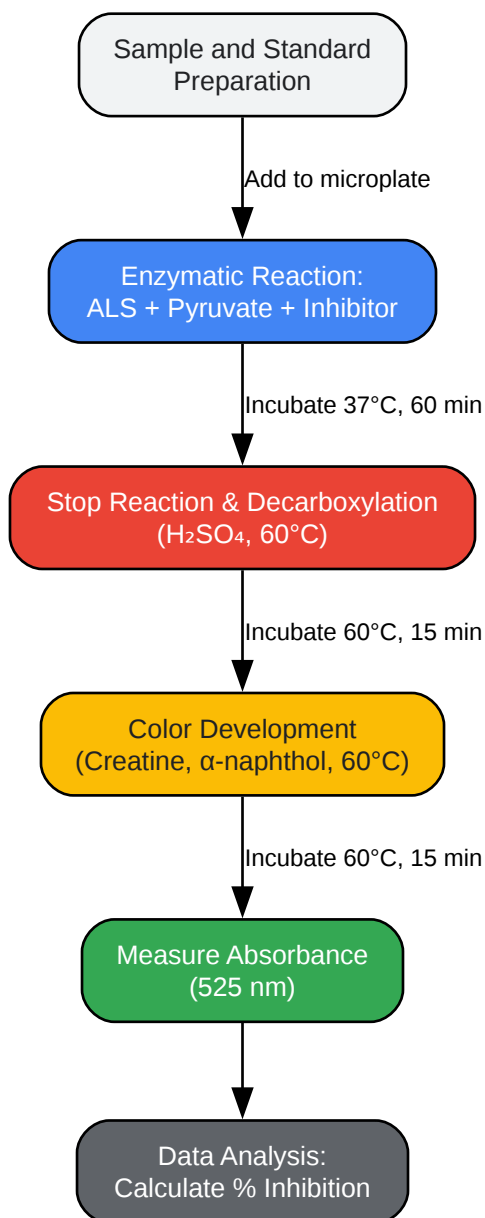 Sample and Standard
Preparation
Add to microplate
Enzymatic Reaction:
ALS + Pyruvate + Inhibitor
Incubate 37°C, 60 min
Stop Reaction & Decarboxylation
(H₂SO₄, 60°C)
Incubate 60°C, 15 min
Color Development
(Creatine, α-naphthol, 60°C)
Incubate 60°C, 15 min
Measure Absorbance
(525 nm)
Data Analysis:
Calculate % Inhibition